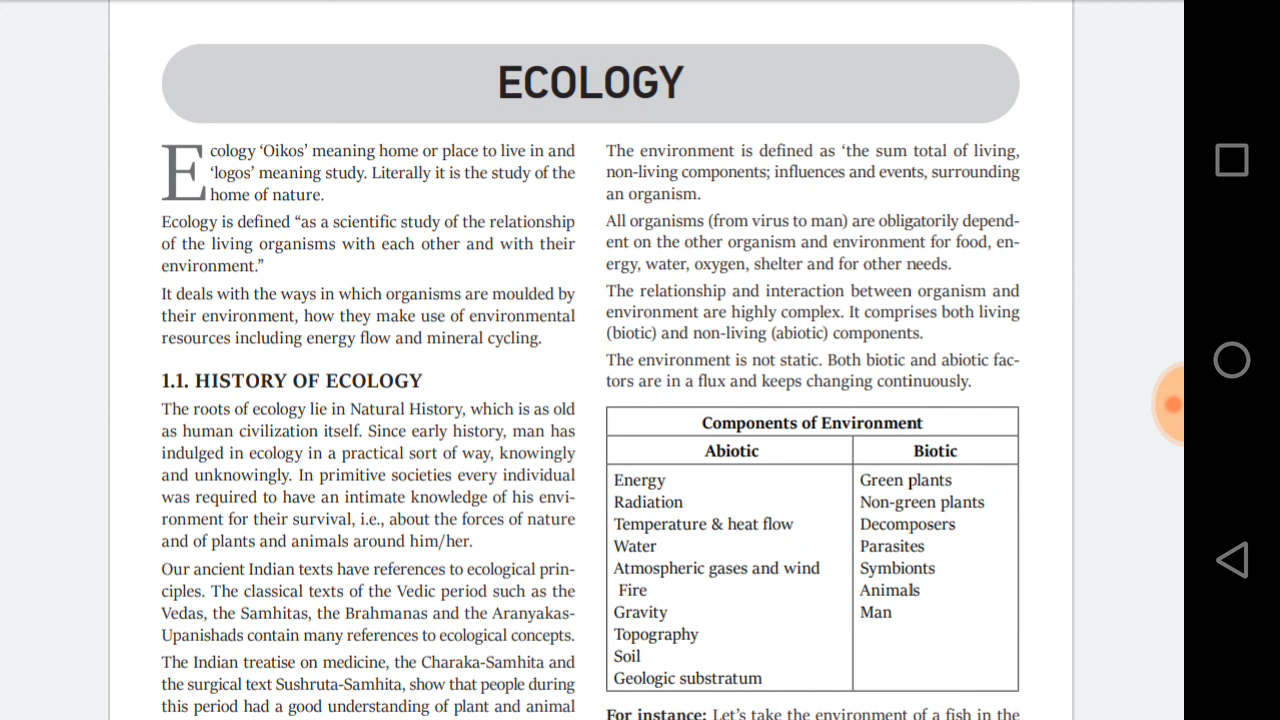 ECOLOGY
Ecology ‘Oikos’ meaning home or place to live in and
‘logos’ meaning study. Literally it is the study of the
home of nature.
Ecology is defined “as a scientific study of the relationship
of the living organisms with each other and with their
environment.”
It deals with the ways in which organisms are moulded by
their environment, how they make use of environmental
resources including energy flow and mineral cycling.
1.1. HISTORY OF ECOLOGY
The roots of ecology lie in Natural History, which is as old
as human civilization itself. Since early history, man has
indulged in ecology in a practical sort of way, knowingly
and unknowingly. In primitive societies every individual
was required to have an intimate knowledge of his envi-
ronment for their survival, i.e., about the forces of nature
and of plants and animals around him/her.
Our ancient Indian texts have references to ecological prin-
ciples. The classical texts of the Vedic period such as the
Vedas, the Samhitas, the Brahmanas and the Aranyakas-
Upanishads contain many references to ecological concepts.
The Indian treatise on medicine, the Charaka-Samhita and
the surgical text Sushruta-Samhita, show that people during
this period had a good understanding of plant and animal
The environment is defined as ‘the sum total of living,
non-living components; influences and events, surrounding
an organism.
All organisms (from virus to man) are obligatorily depend-
ent on the other organism and environment for food, en-
ergy, water, oxygen, shelter and for other needs.
The relationship and interaction between organism and
environment are highly complex. It comprises both living
(biotic) and non-living (abiotic) components.
The environment is not static. Both biotic and abiotic fac-
tors are in a flux and keeps changing continuously.
Components of Environment
Abiotic Biotic
Energy Green plants
Radiation Non-green plants
Temperature & heat flow Decomposers
Water Parasites
Atmospheric gases and wind Symbionts
Fire Animals
Gravity Man
Topography
Soil
Geologic substratum
For instance: Let’s take the environment of a fish in the